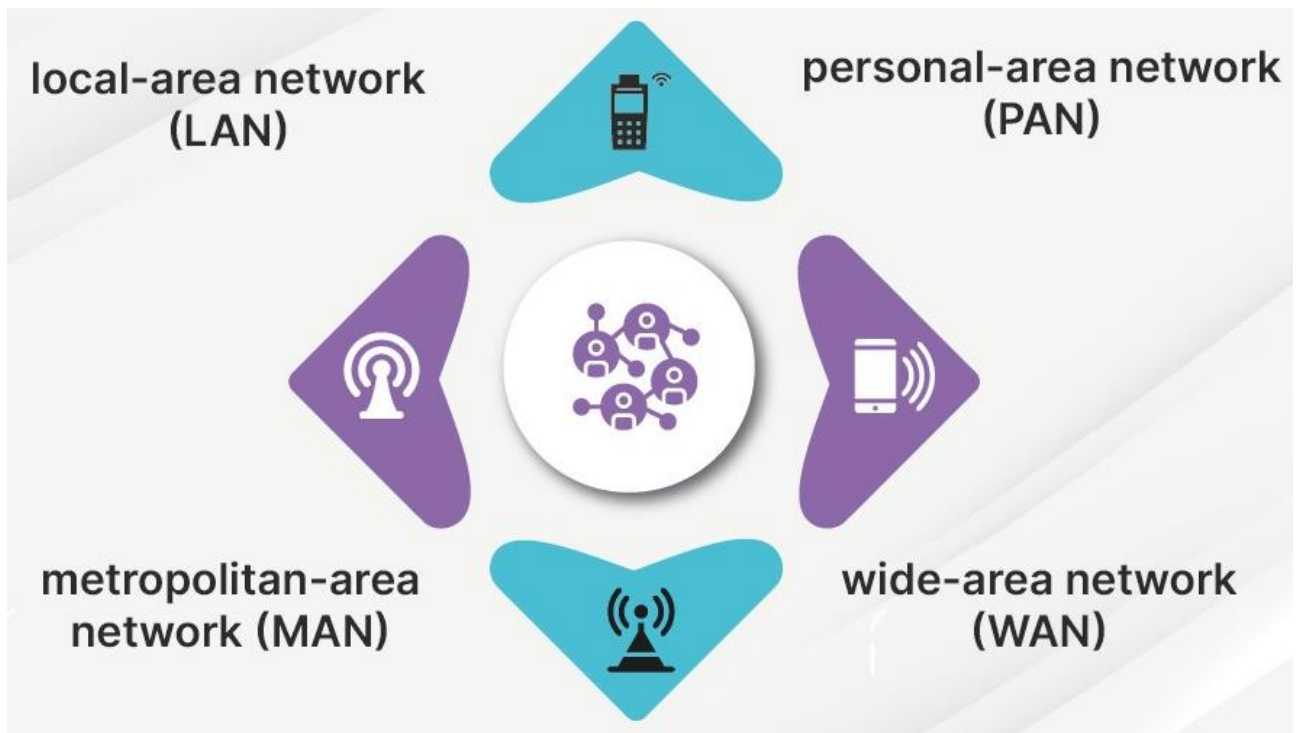 local-area network
(LAN)
personal-area network
(PAN)
metropolitan-area
network (MAN)
wide-area network
(WAN)